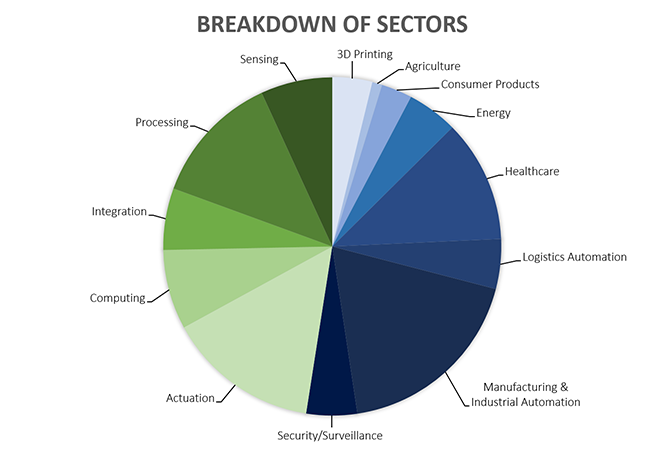 BREAKDOWN OF SECTORS
3D Printing
Agriculture
Consumer Products
Energy
Healthcare
Logistics Automation
Manufacturing &
Industrial Automation
Security/Surveillance
Actuation
Computing
Integration
Processing
Sensing